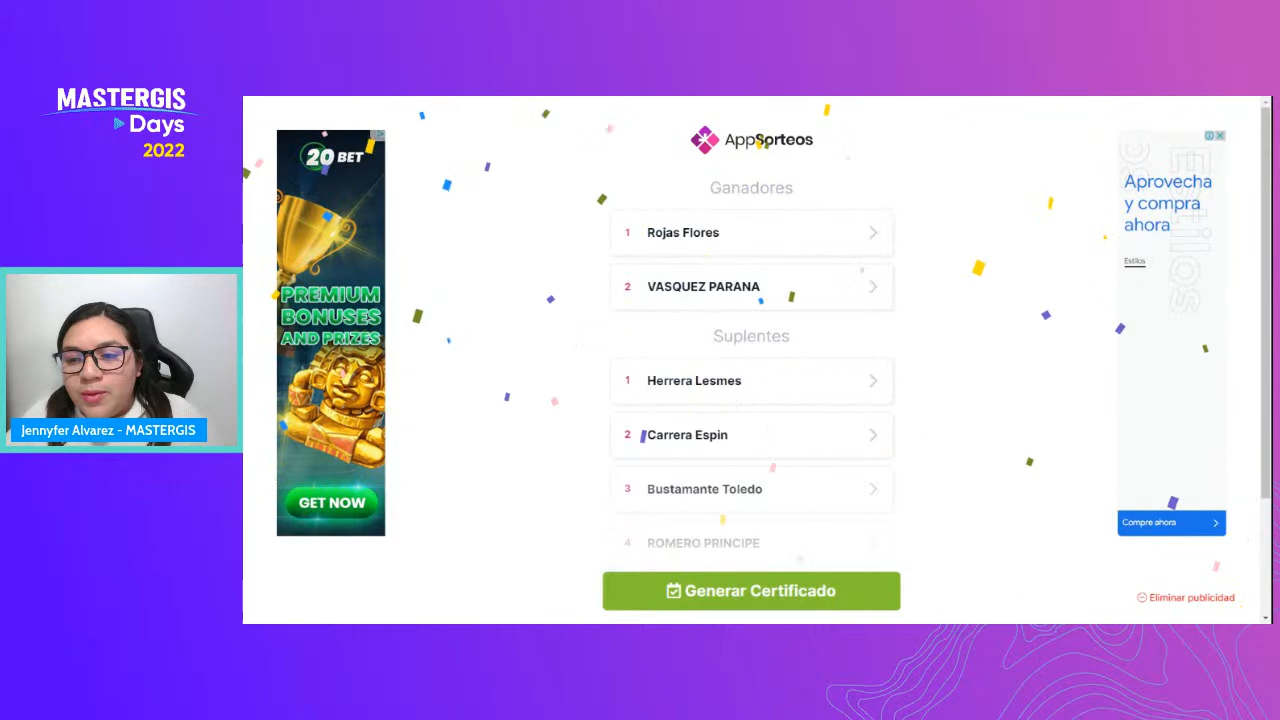 MASTERGIS
Days
2022
Jennyfer Alvarez - MASTERGIS
20 BET
PREMIUM
BONUSES
AND PRIZES
GET NOW
AppSorteos
Ganadores
1 Rojas Flores
2 VASQUEZ PARANA
Suplentes
1 Herrera Lesmes
2 Carrera Espin
3 Bustamante Toledo
4 ROMERO PRINCIPE
Generar Certificado
Aprovecha
y compra
ahora
Estilos
Estilos
Compre ahora
Eliminar publicidad